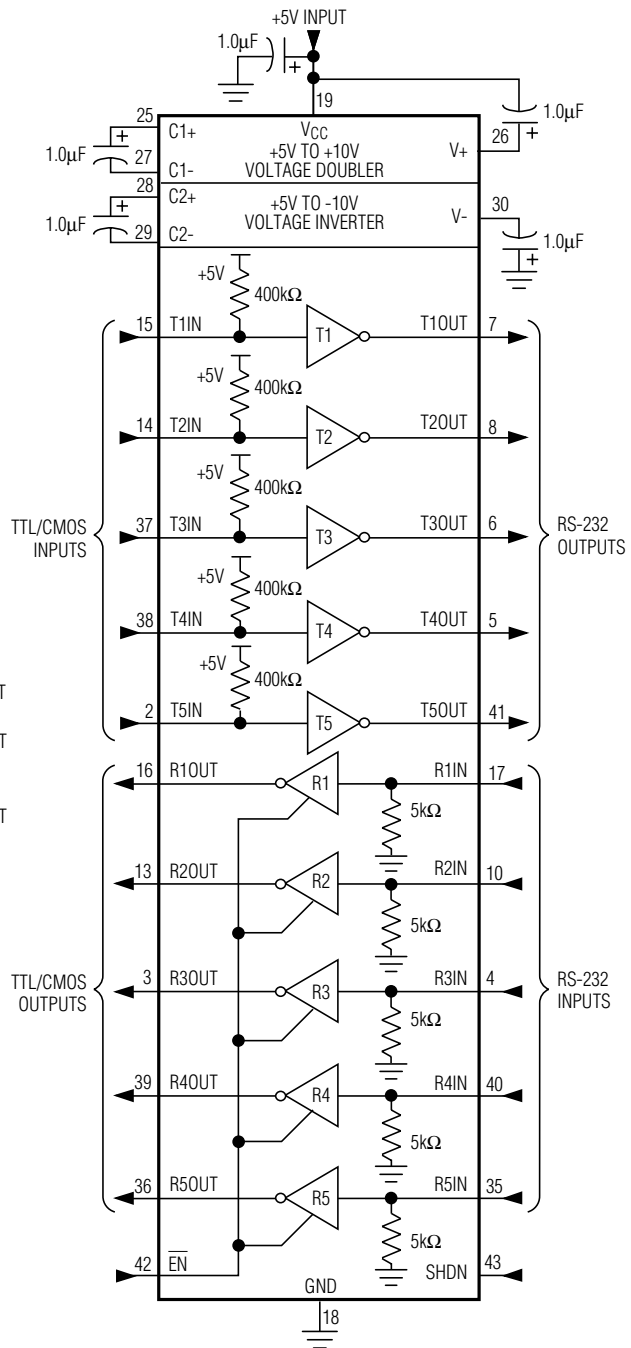 +5V INPUT
1.0µF
+
19
25
C1+
VCC
+
1.0µF
27
C1-
+5V TO +10V
VOLTAGE DOUBLER
V+
26
1.0µF
+
28
C2+
+5V TO -10V
VOLTAGE INVERTER
+
1.0µF
29
C2-
V-
30
1.0µF
+
+5V
400kΩ
15
T1IN
T1
T1OUT
7
+5V
400kΩ
14
T2IN
T2
T2OUT
8
+5V
400kΩ
TTL/CMOS
INPUTS
37
T3IN
T3
T3OUT
6
RS-232
OUTPUTS
+5V
400kΩ
38
T4IN
T4
T4OUT
5
+5V
400kΩ
T
2
T5IN
T5
T5OUT
41
T
16
R1OUT
R1
R1IN
17
5kΩ
T
13
R2OUT
R2
R2IN
10
5kΩ
TTL/CMOS
OUTPUTS
3
R3OUT
R3
R3IN
4
RS-232
INPUTS
5kΩ
39
R4OUT
R4
R4IN
40
5kΩ
36
R5OUT
R5
R5IN
35
5kΩ
42
E̅N̅
SHDN
43
GND
18